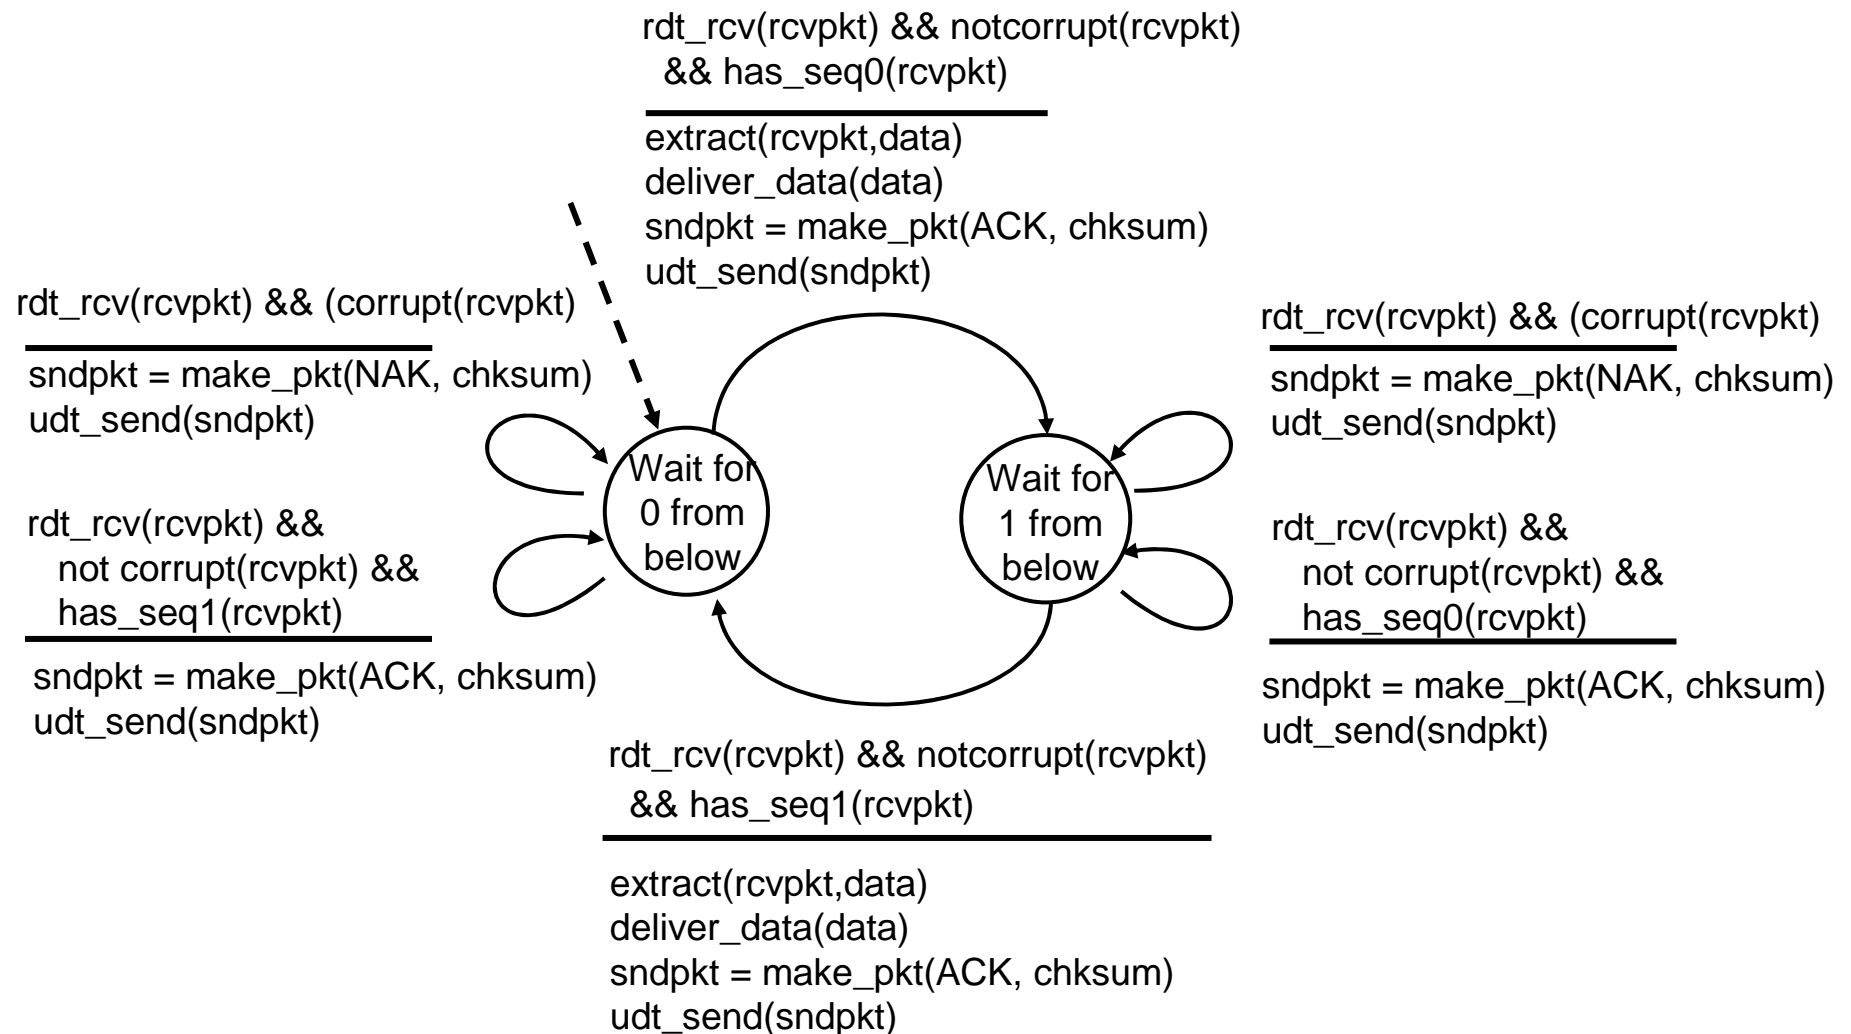 rdt_rcv(rcvpkt) && notcorrupt(rcvpkt)
&& has_seq0(rcvpkt)
extract(rcvpkt,data)
deliver_data(data)
sndpkt = make_pkt(ACK, chksum)
udt_send(sndpkt)
rdt_rcv(rcvpkt) && (corrupt(rcvpkt)
sndpkt = make_pkt(NAK, chksum)
udt_send(sndpkt)
rdt_rcv(rcvpkt) &&
not corrupt(rcvpkt) &&
has_seq1(rcvpkt)
sndpkt = make_pkt(ACK, chksum)
udt_send(sndpkt)
Wait for
0 from
below
Wait for
1 from
below
rdt_rcv(rcvpkt) && (corrupt(rcvpkt)
sndpkt = make_pkt(NAK, chksum)
udt_send(sndpkt)
rdt_rcv(rcvpkt) &&
not corrupt(rcvpkt) &&
has_seq0(rcvpkt)
sndpkt = make_pkt(ACK, chksum)
udt_send(sndpkt)
rdt_rcv(rcvpkt) && notcorrupt(rcvpkt)
&& has_seq1(rcvpkt)
extract(rcvpkt,data)
deliver_data(data)
sndpkt = make_pkt(ACK, chksum)
udt_send(sndpkt)